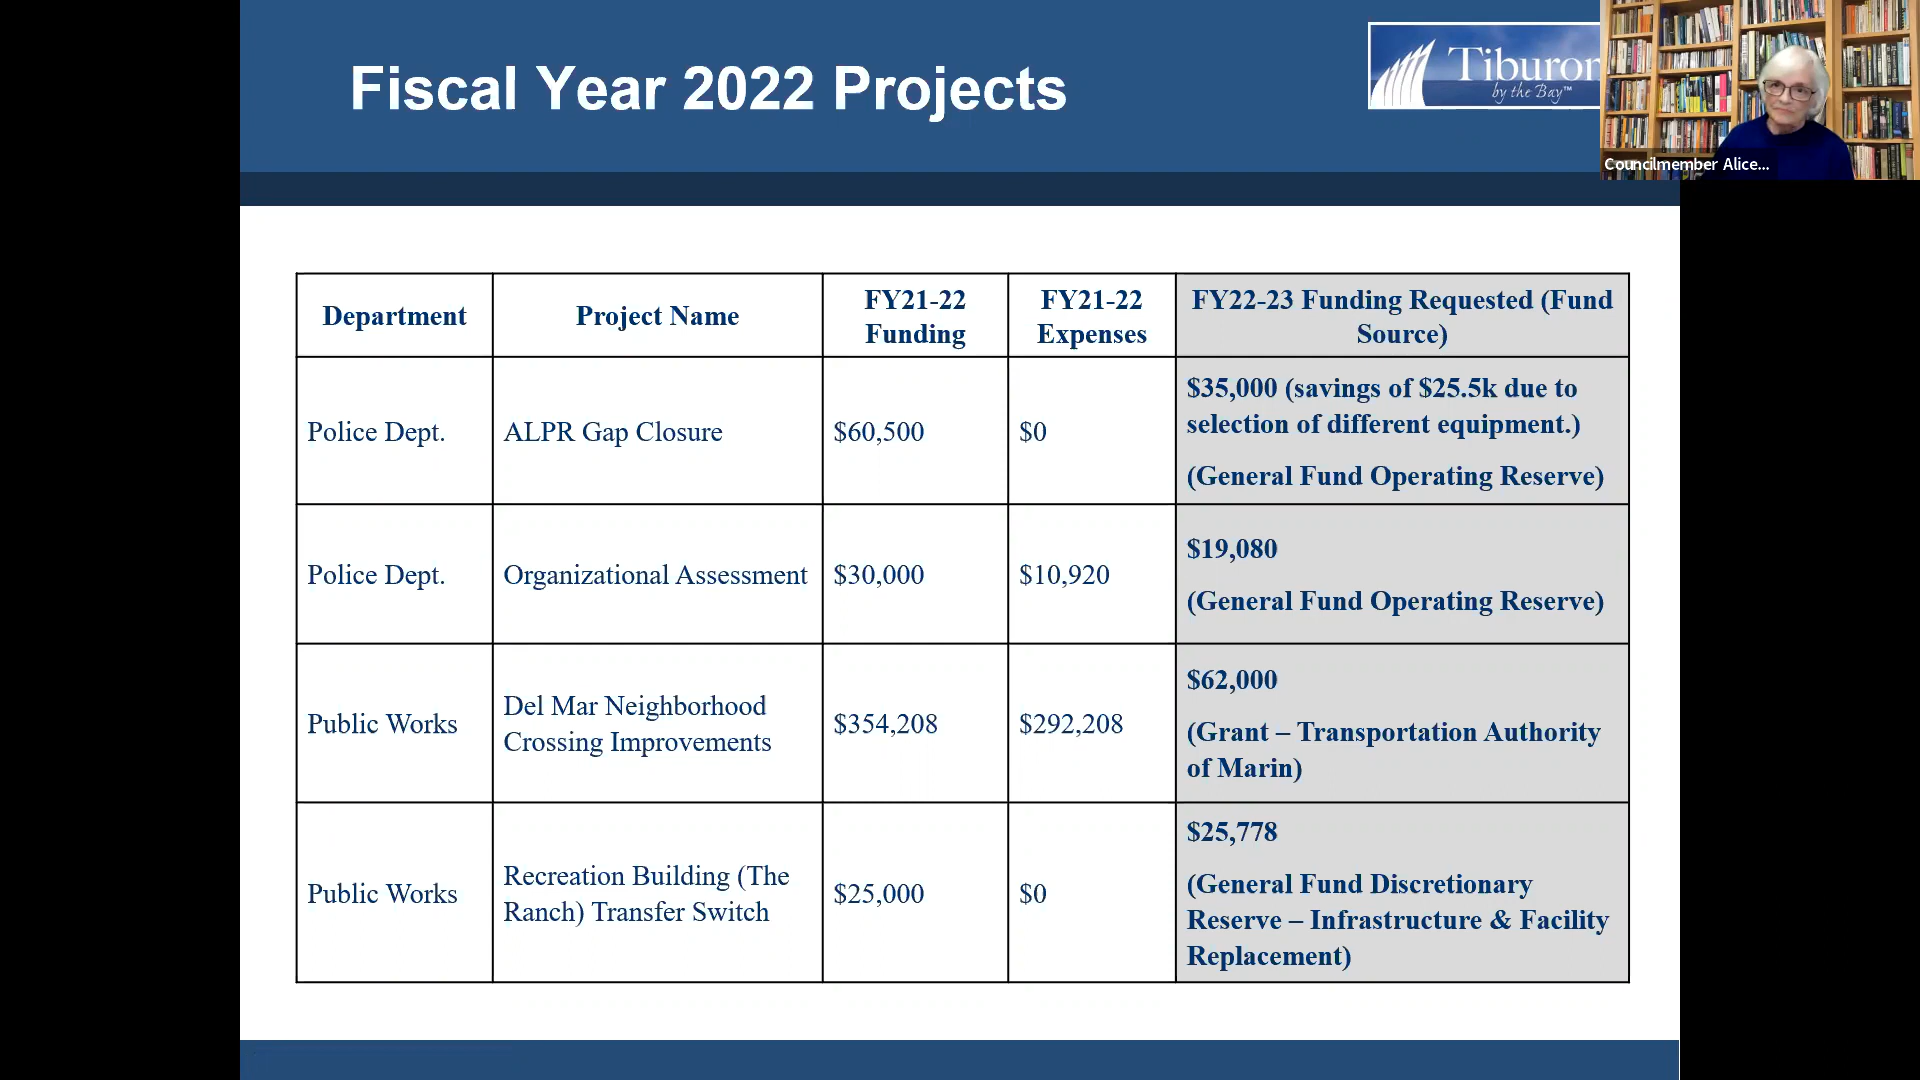 Fiscal Year 2022 Projects
Tiburon
by the Bay™
Councilmember Alice...
Department
Project Name
FY21-22
Funding
FY21-22
Expenses
FY22-23 Funding Requested (Fund
Source)
Police Dept.
ALPR Gap Closure
$60,500
$0
$35,000 (savings of $25.5k due to
selection of different equipment.)
(General Fund Operating Reserve)
Police Dept.
Organizational Assessment
$30,000
$10,920
$19,080
(General Fund Operating Reserve)
Public Works
Del Mar Neighborhood
Crossing Improvements
$354,208
$292,208
$62,000
(Grant – Transportation Authority
of Marin)
Public Works
Recreation Building (The
Ranch) Transfer Switch
$25,000
$0
$25,778
(General Fund Discretionary
Reserve – Infrastructure & Facility
Replacement)